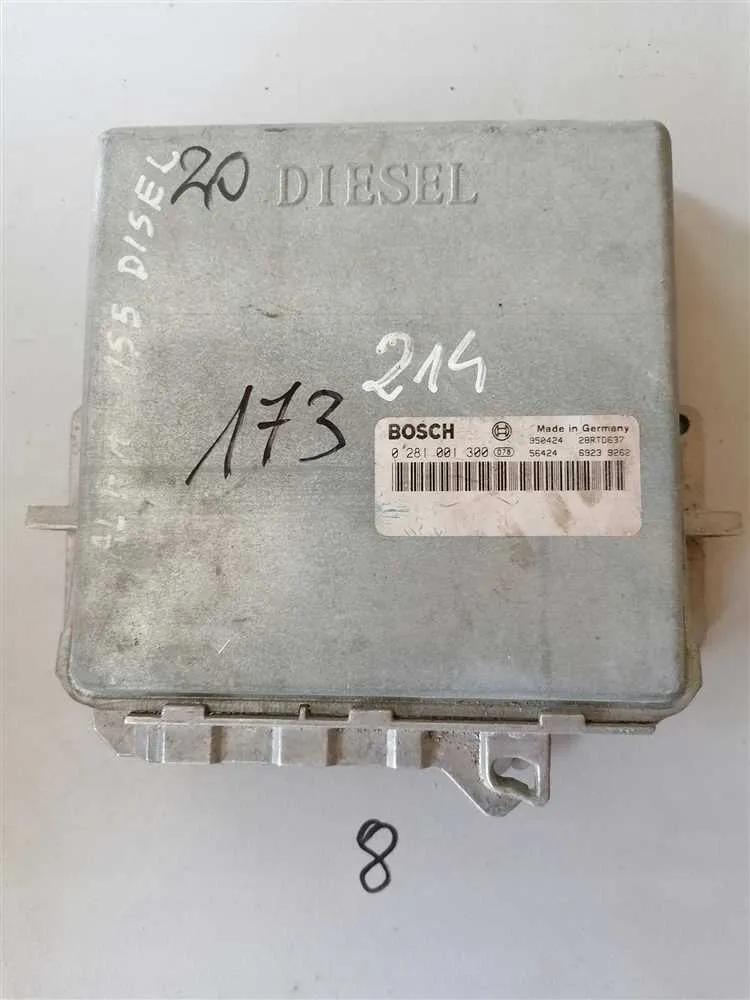 20 DIESEL
155 DISEL
214
173
BOSCH Made in Germany
950424 28RTD637
0 281 001 300 078 56424 6923 9262
8